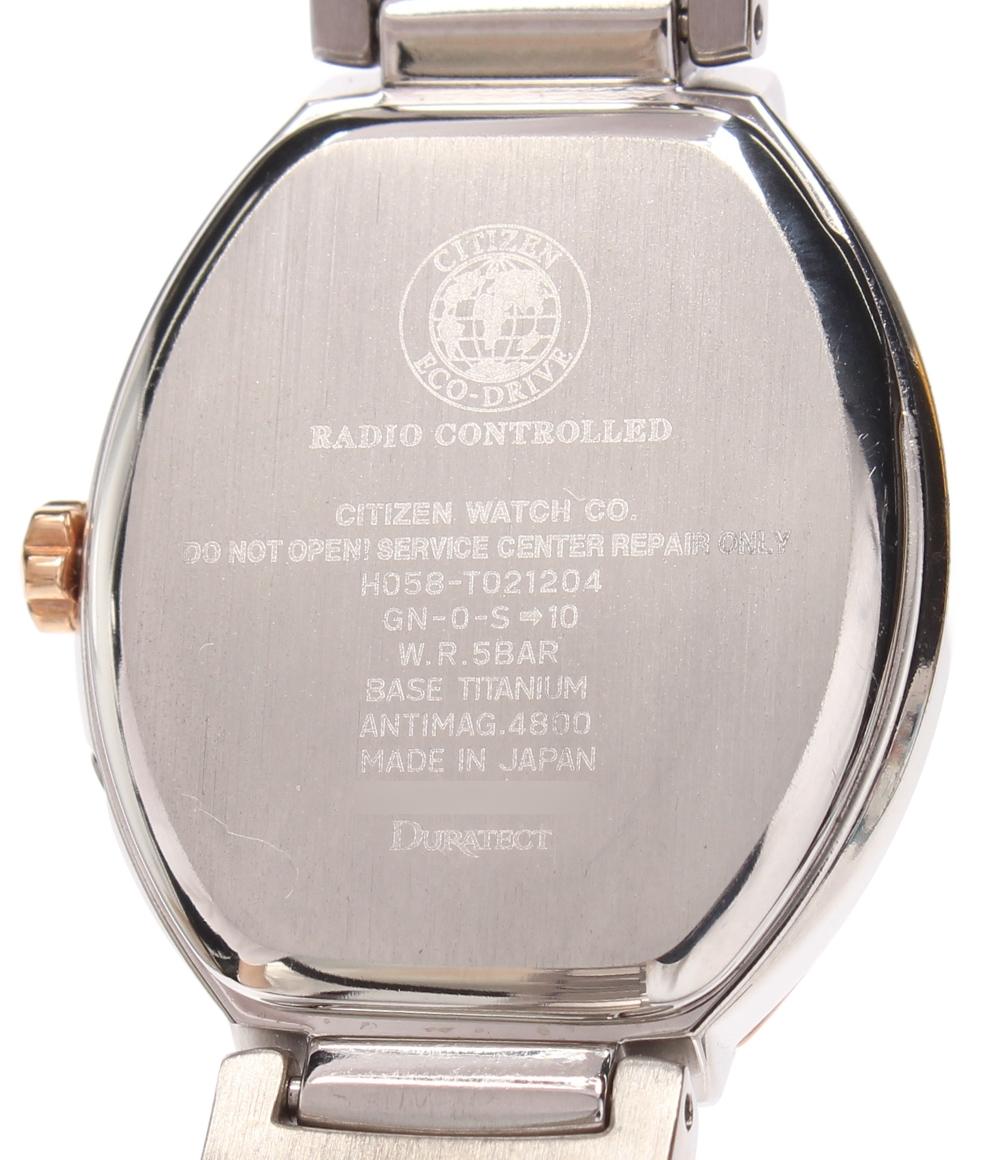 CITIZEN
ECO-DRIVE
RADIO CONTROLLED
CITIZEN WATCH CO.
DO NOT OPEN! SERVICE CENTER REPAIR ONLY
H058-T021204
GN-0-S➡10
W.R.5BAR
BASE TITANIUM
ANTIMAG.4800
MADE IN JAPAN
DURATECT